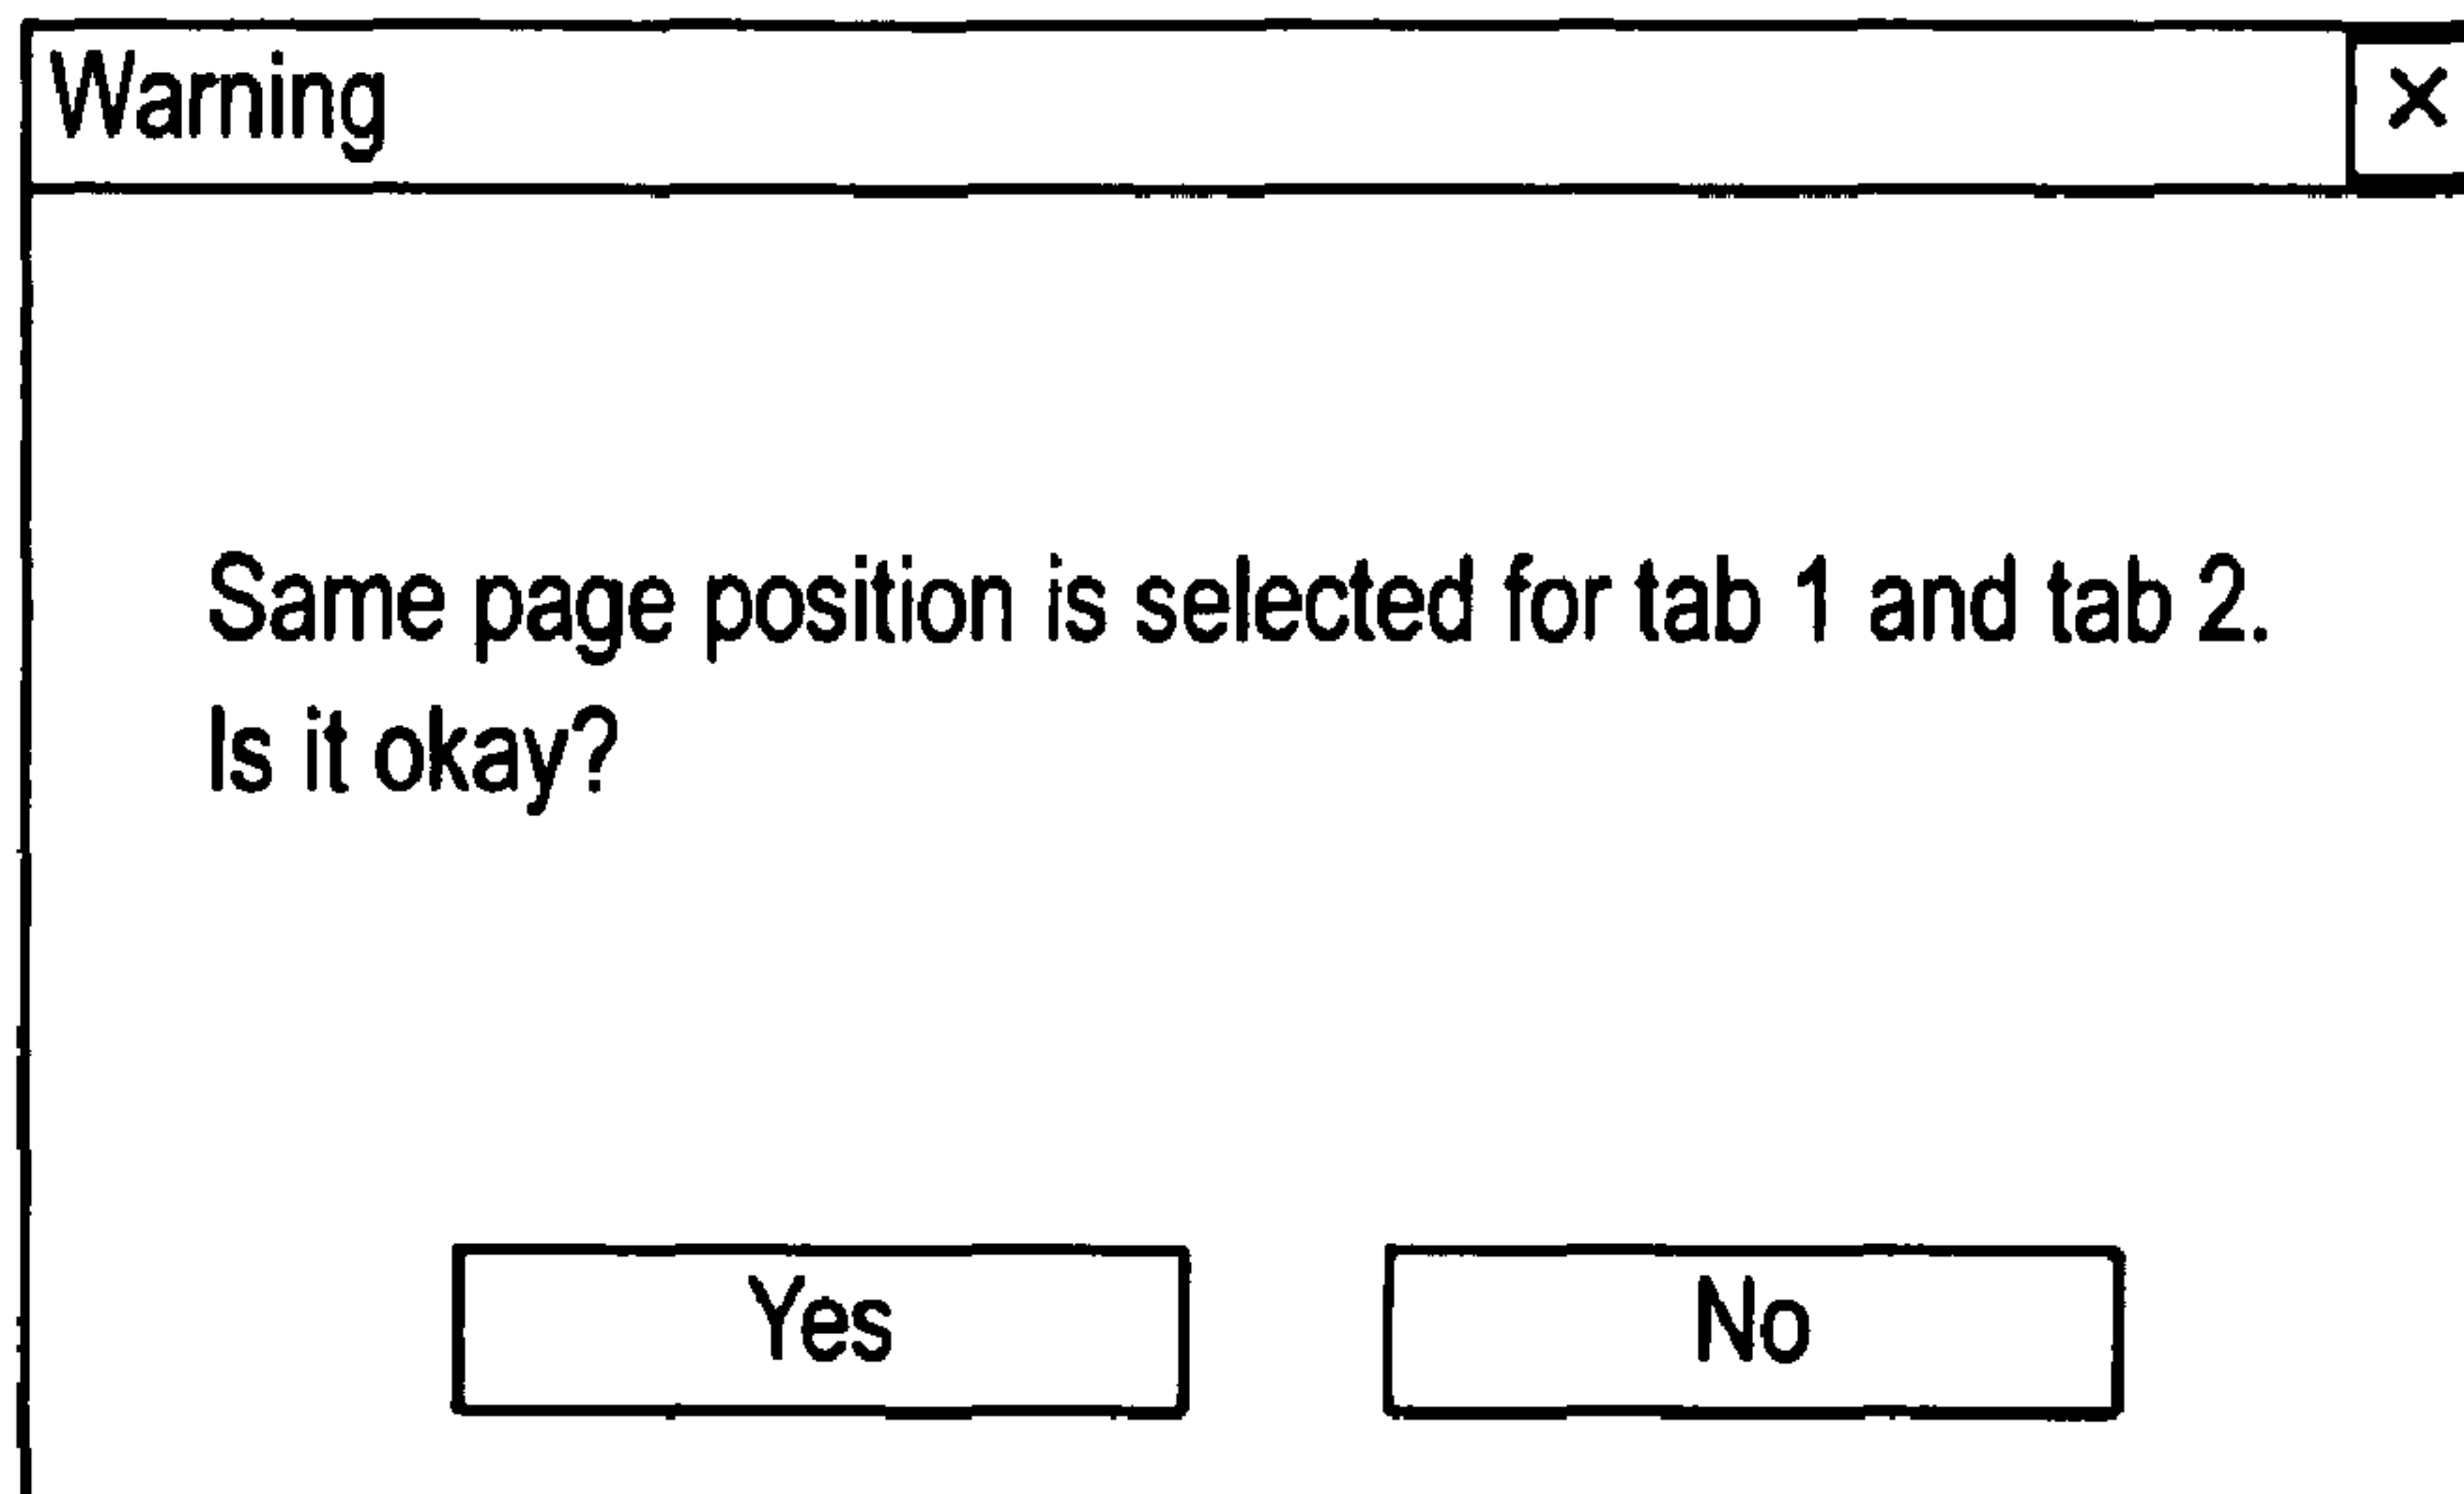 Warning ×
Same page position is selected for tab 1 and tab 2.
Is it okay?
Yes No